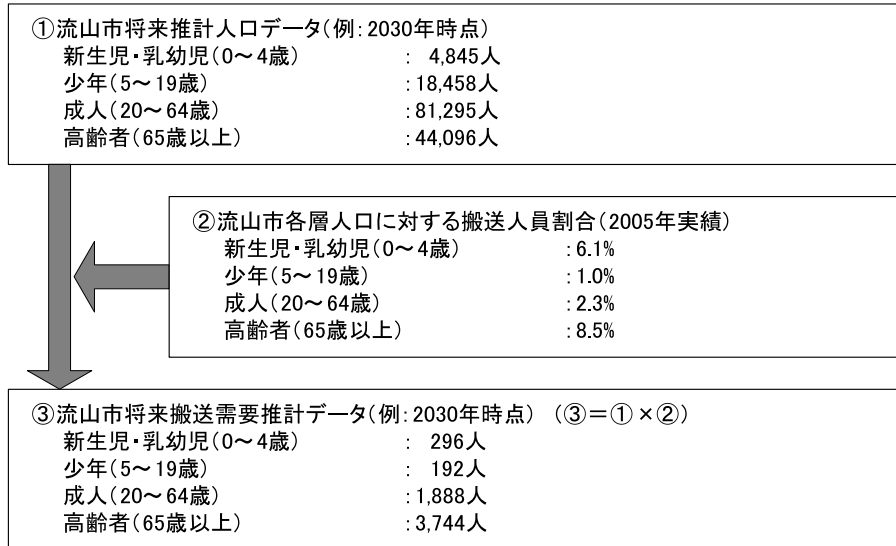 ①流山市将来推計人口データ(例:2030年時点)
新生児・乳幼児(0～4歳) : 4,845人
少年(5～19歳) :18,458人
成人(20～64歳) :81,295人
高齢者(65歳以上) :44,096人
②流山市各層人口に対する搬送人員割合(2005年実績)
新生児・乳幼児(0～4歳) :6.1%
少年(5～19歳) :1.0%
成人(20～64歳) :2.3%
高齢者(65歳以上) :8.5%
③流山市将来搬送需要推計データ(例:2030年時点) (③=①×②)
新生児・乳幼児(0～4歳) : 296人
少年(5～19歳) : 192人
成人(20～64歳) :1,888人
高齢者(65歳以上) :3,744人